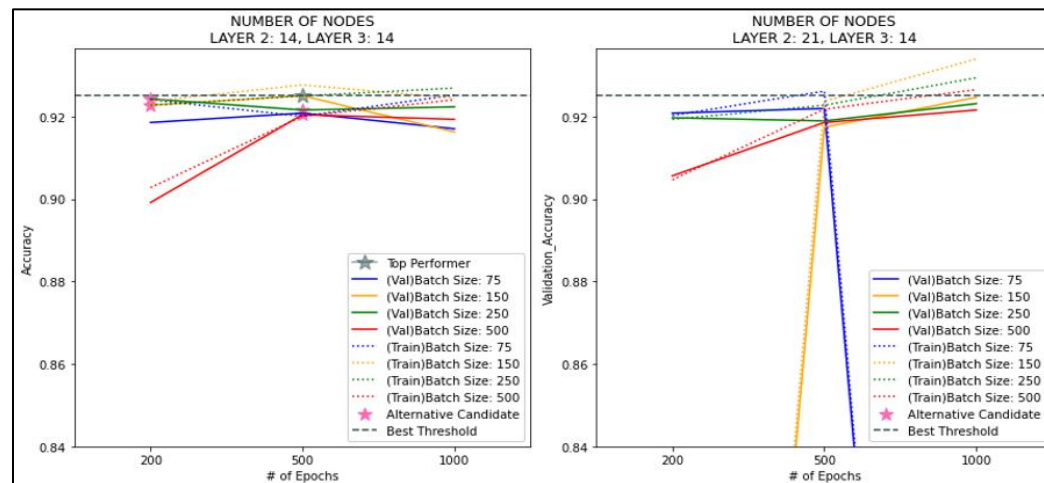 NUMBER OF NODES
LAYER 2: 14, LAYER 3: 14
Accuracy
0.92
0.90
0.88
0.86
0.84
200
500
1000
# of Epochs
Top Performer
(Val)Batch Size: 75
(Val)Batch Size: 150
(Val)Batch Size: 250
(Val)Batch Size: 500
(Train)Batch Size: 75
(Train)Batch Size: 150
(Train)Batch Size: 250
(Train)Batch Size: 500
Alternative Candidate
Best Threshold
NUMBER OF NODES
LAYER 2: 21, LAYER 3: 14
Validation_Accuracy
0.92
0.90
0.88
0.86
0.84
200
500
1000
# of Epochs
(Val)Batch Size: 75
(Val)Batch Size: 150
(Val)Batch Size: 250
(Val)Batch Size: 500
(Train)Batch Size: 75
(Train)Batch Size: 150
(Train)Batch Size: 250
(Train)Batch Size: 500
Alternative Candidate
Best Threshold